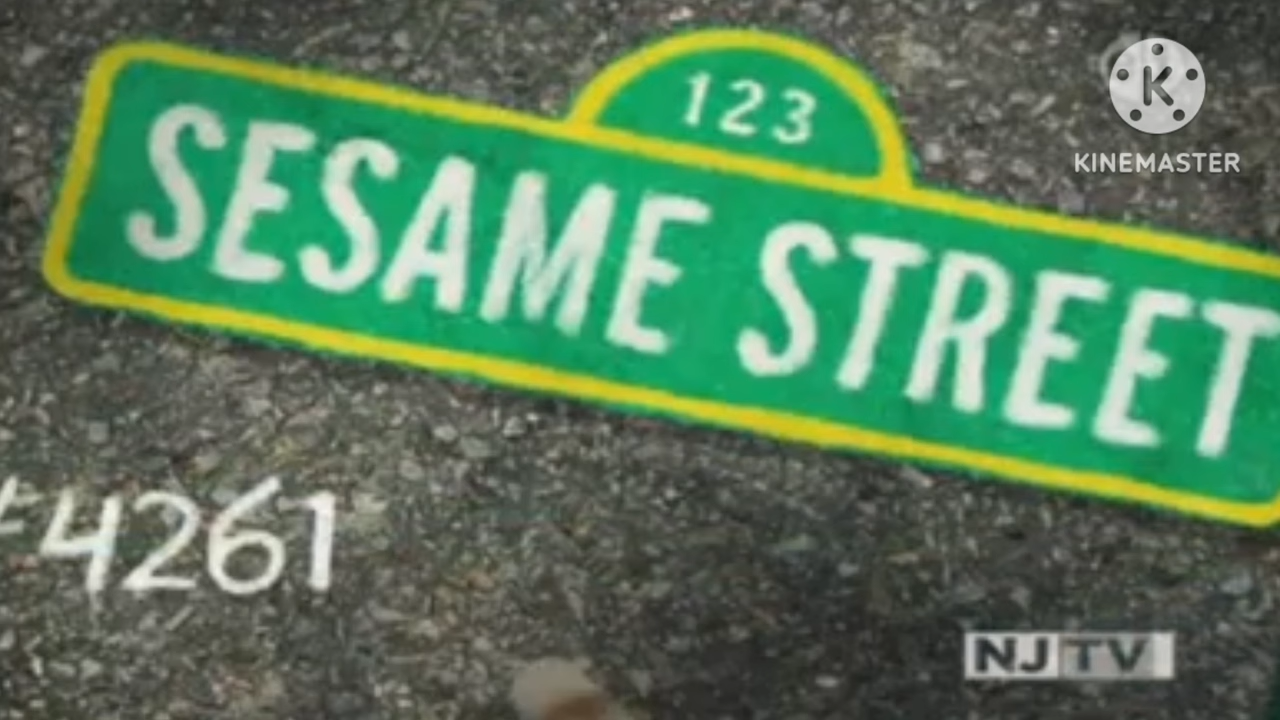 123
SESAME STREET
#4261
K
KINEMASTER
NJTV